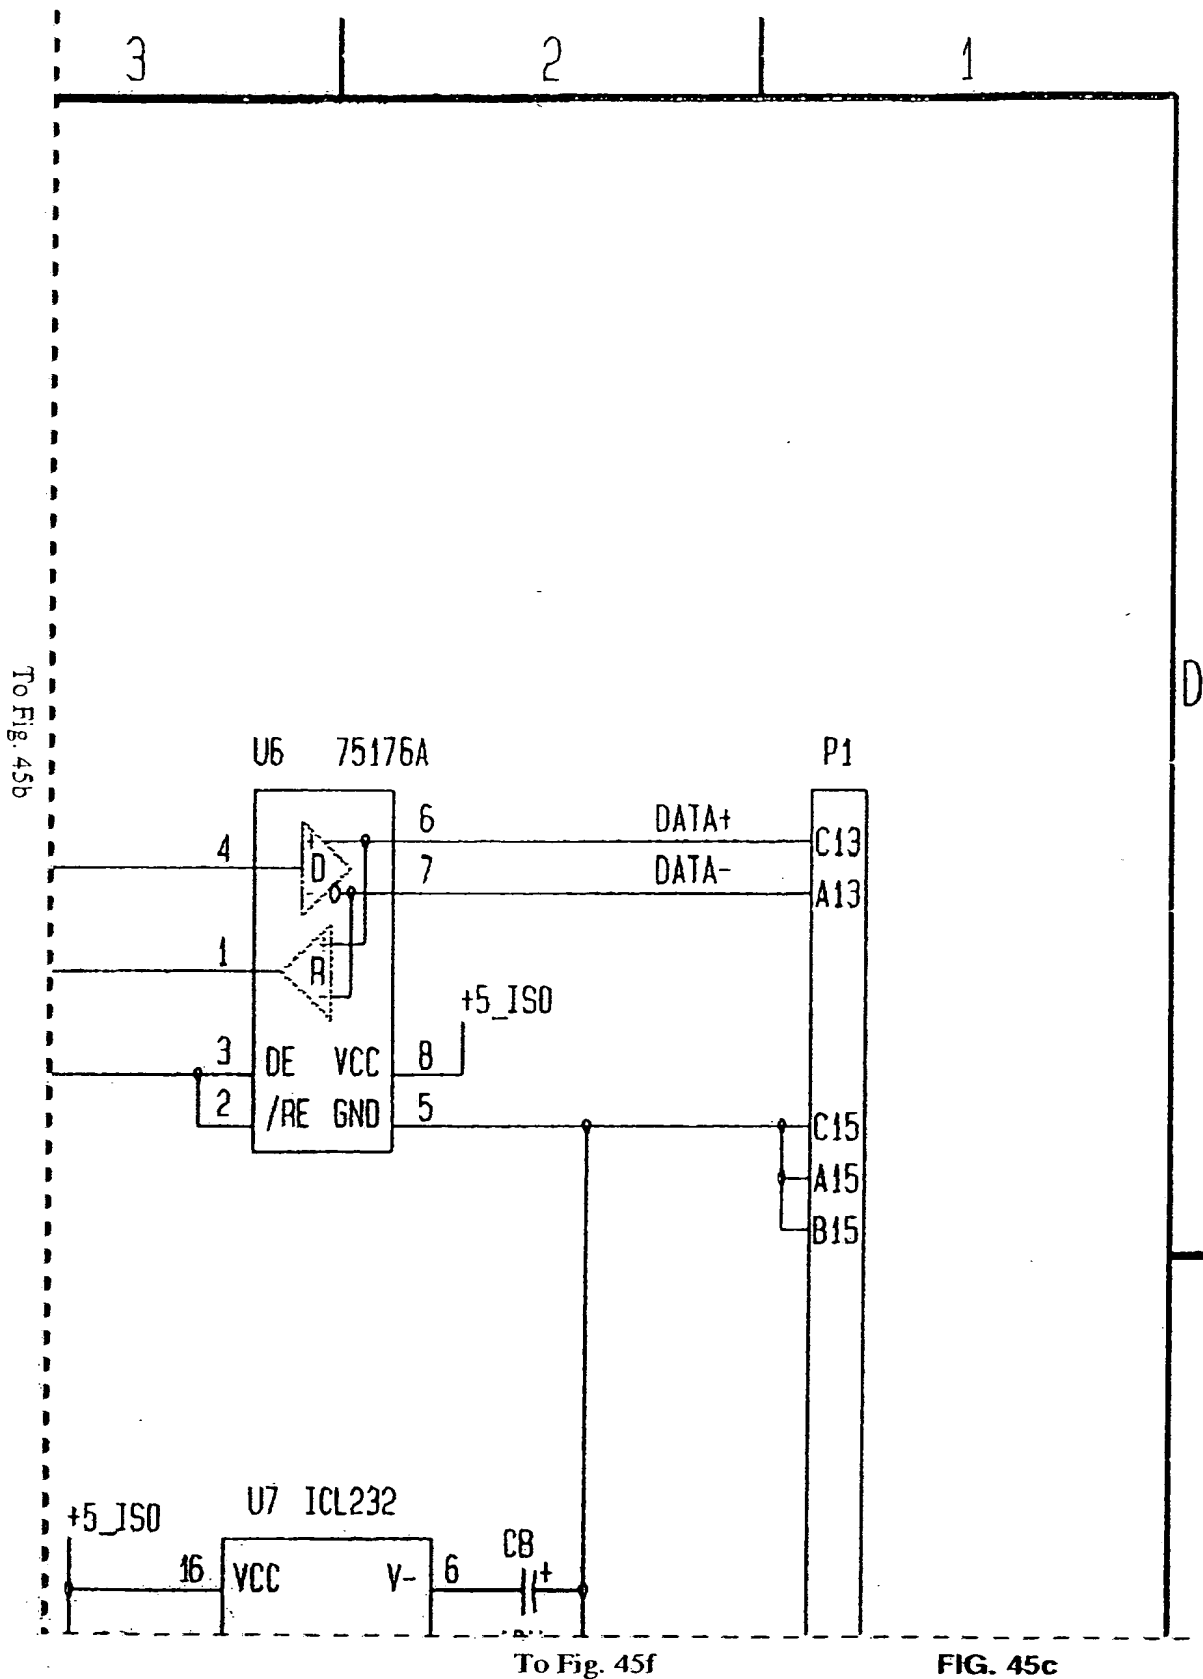 3 2 1
D
To Fig. 45b
U6 75176A
P1
4
+
D
-
6 DATA+ C13
7 DATA- A13
1
R
+5_ISO
3 DE VCC 8
2 /RE GND 5
C15
A15
B15
+5_ISO
U7 ICL232
C8
16 VCC V- 6 +
To Fig. 45f
FIG. 45c